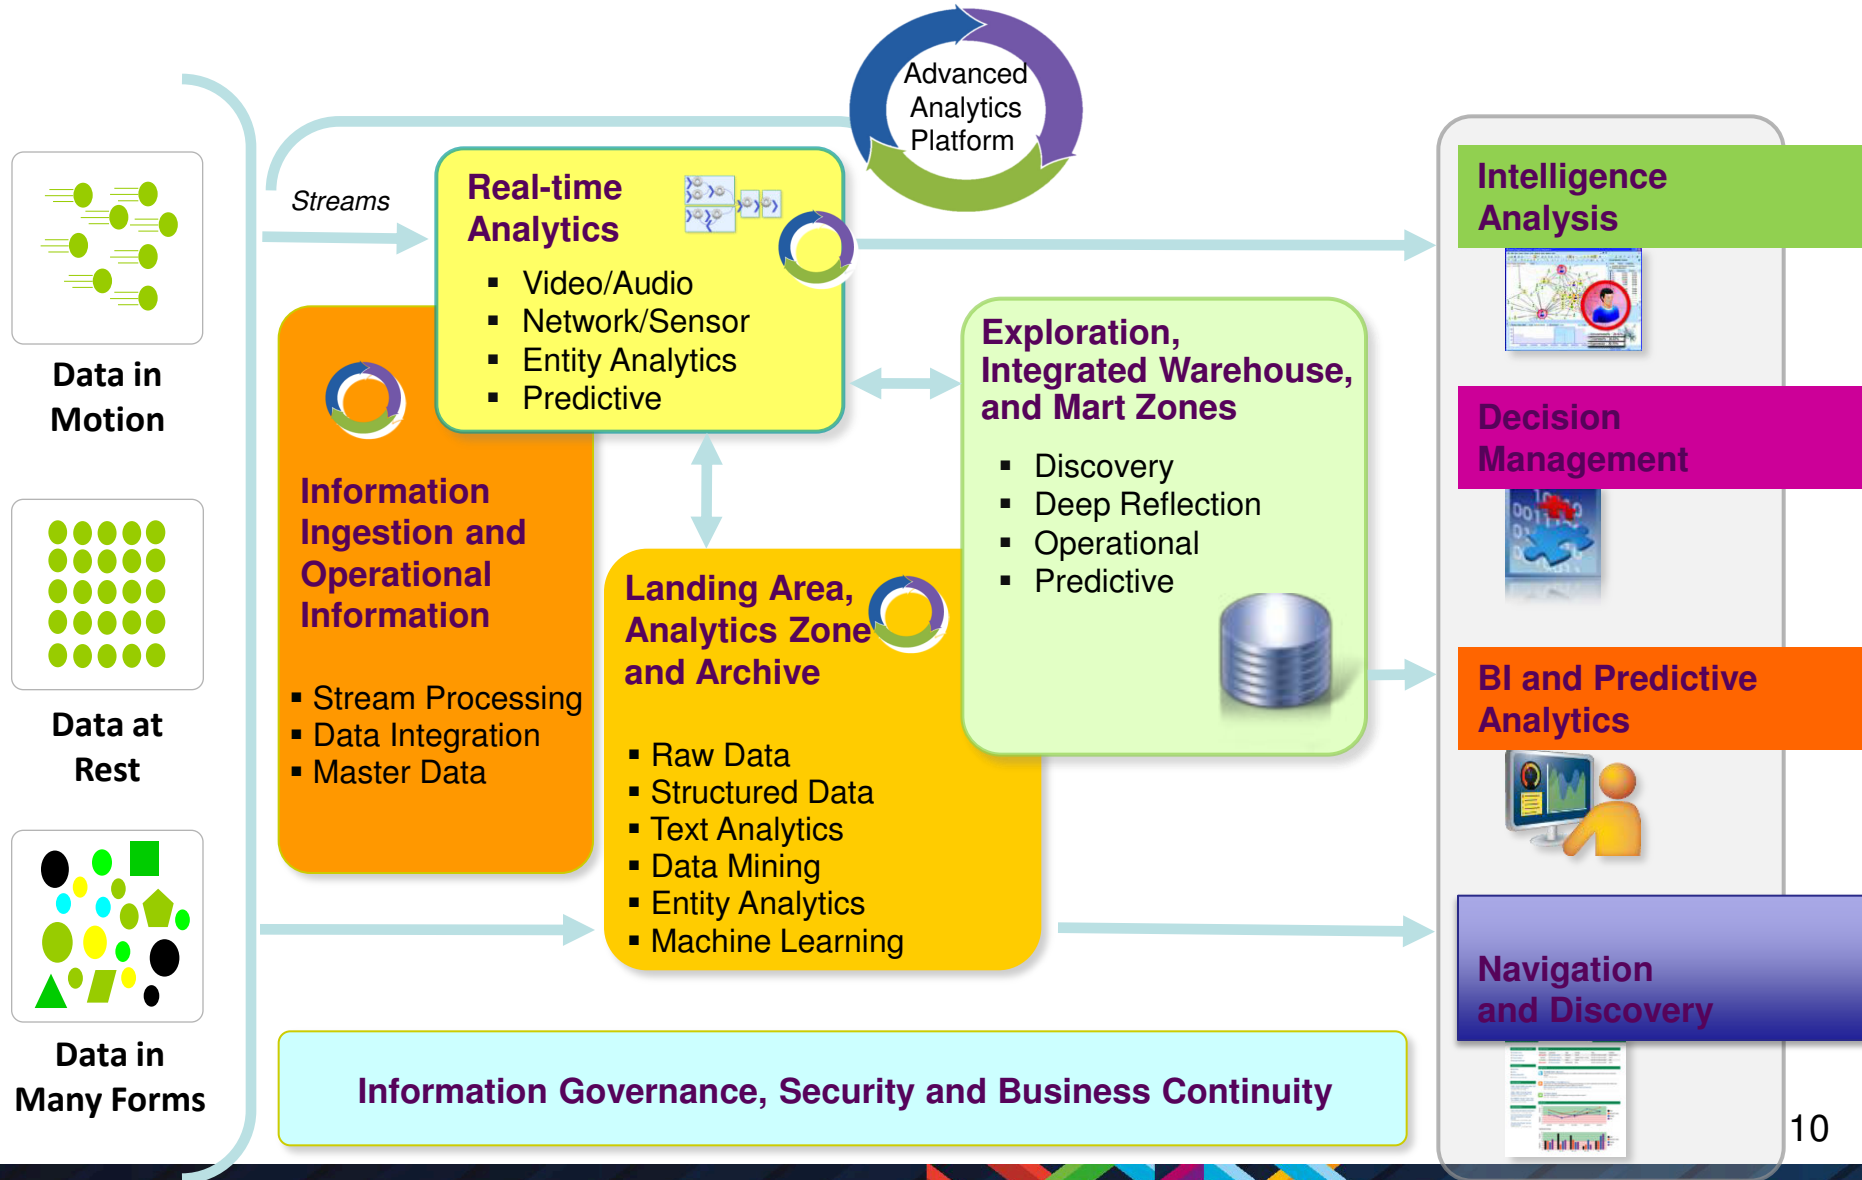 Advanced
Analytics
Platform
Data in
Motion
Data at
Rest
Data in
Many Forms
Streams
Real-time
Analytics
▪ Video/Audio
▪ Network/Sensor
▪ Entity Analytics
▪ Predictive
Information
Ingestion and
Operational
Information
▪ Stream Processing
▪ Data Integration
▪ Master Data
Landing Area,
Analytics Zone
and Archive
▪ Raw Data
▪ Structured Data
▪ Text Analytics
▪ Data Mining
▪ Entity Analytics
▪ Machine Learning
Exploration,
Integrated Warehouse,
and Mart Zones
▪ Discovery
▪ Deep Reflection
▪ Operational
▪ Predictive
Intelligence
Analysis
Decision
Management
BI and Predictive
Analytics
Navigation
and Discovery
Information Governance, Security and Business Continuity
10